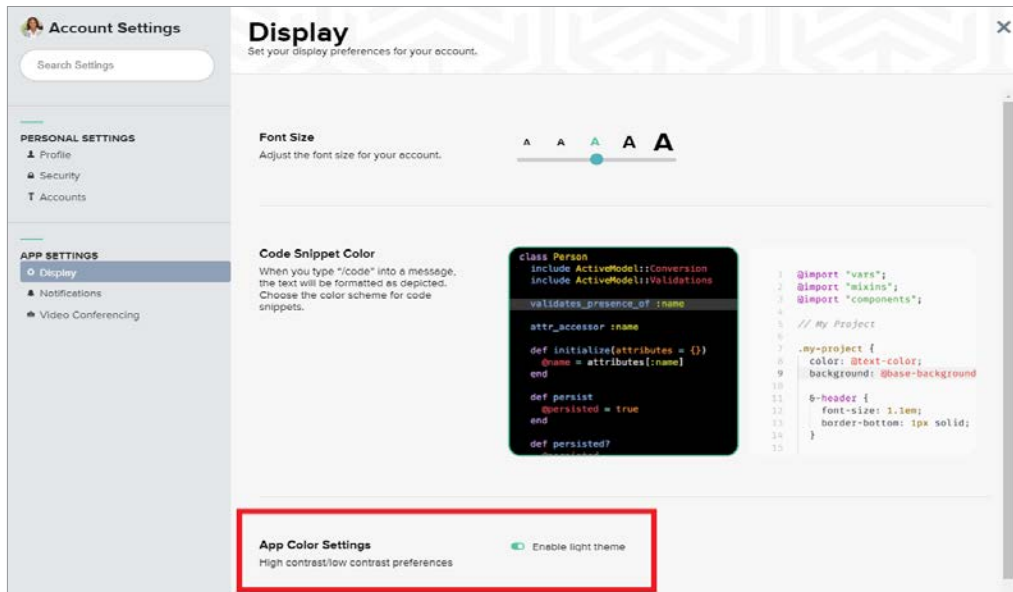 Account Settings
Search Settings
PERSONAL SETTINGS
Profile
Security
T Accounts
APP SETTINGS
Display
Notifications
Video Conferencing
Display
Set your display preferences for your account.
Font Size
Adjust the font size for your account.
A A A A A
Code Snippet Color
When you type "/code" into a message,
the text will be formatted as depicted.
Choose the color scheme for code
snippets.
class Person
include ActiveModel::Conversion
include ActiveModel::Validations
validates_presence_of :name
attr_accessor :name
def initialize(attributes = {})
@name = attributes[:name]
end
def persist
@persisted = true
end
def persisted?
1 @import "vars";
2 @import "mixins";
3 @import "components";
4
5 // My Project
6
7 .my-project {
8 color: @text-color;
9 background: @base-background
10
11 &-header {
12 font-size: 1.1em;
13 border-bottom: 1px solid;
14 }
15
App Color Settings
High contrast/low contrast preferences
Enable light theme